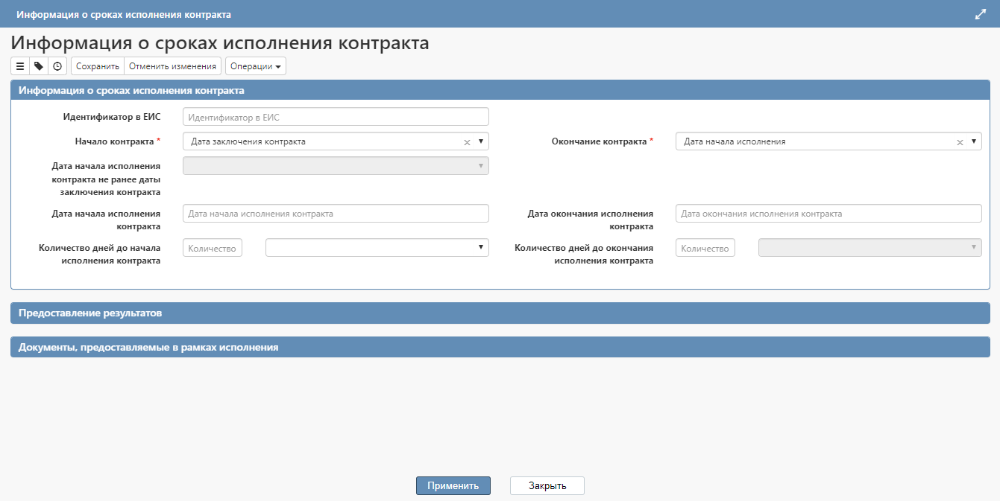 Информация о сроках исполнения контракта
Информация о сроках исполнения контракта
Сохранить Отменить изменения Операции
Информация о сроках исполнения контракта
Идентификатор в ЕИС Идентификатор в ЕИС
Начало контракта * Дата заключения контракта × Окончание контракта * Дата начала исполнения ×
Дата начала исполнения
контракта не ранее даты
заключения контракта
Дата начала исполнения
контракта
Дата начала исполнения контракта
Дата окончания исполнения
контракта
Дата окончания исполнения контракта
Количество дней до начала
исполнения контракта
Количество
Количество дней до окончания
исполнения контракта
Количество
Предоставление результатов
Документы, предоставляемые в рамках исполнения
Применить Закрыть